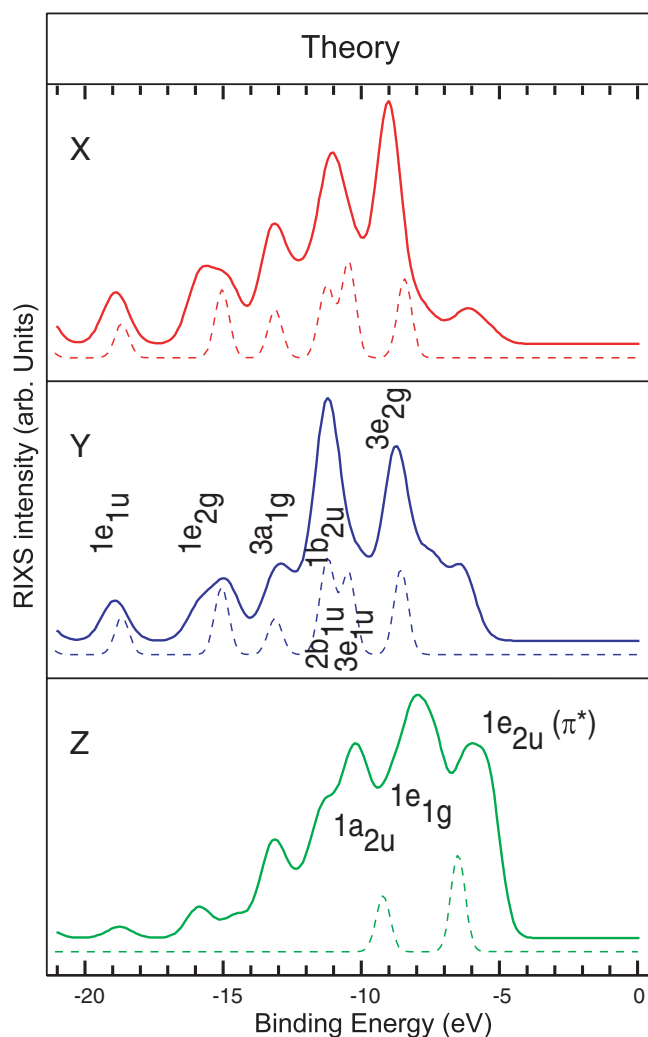 Theory
X
RIXS intensity (arb. Units)
Y
1e1u
1e2g
3a1g
1b2u
2b1u
3e1u
3e2g
Z
1a2u
1e1g
1e2u (π*)
-20 -15 -10 -5 0
Binding Energy (eV)